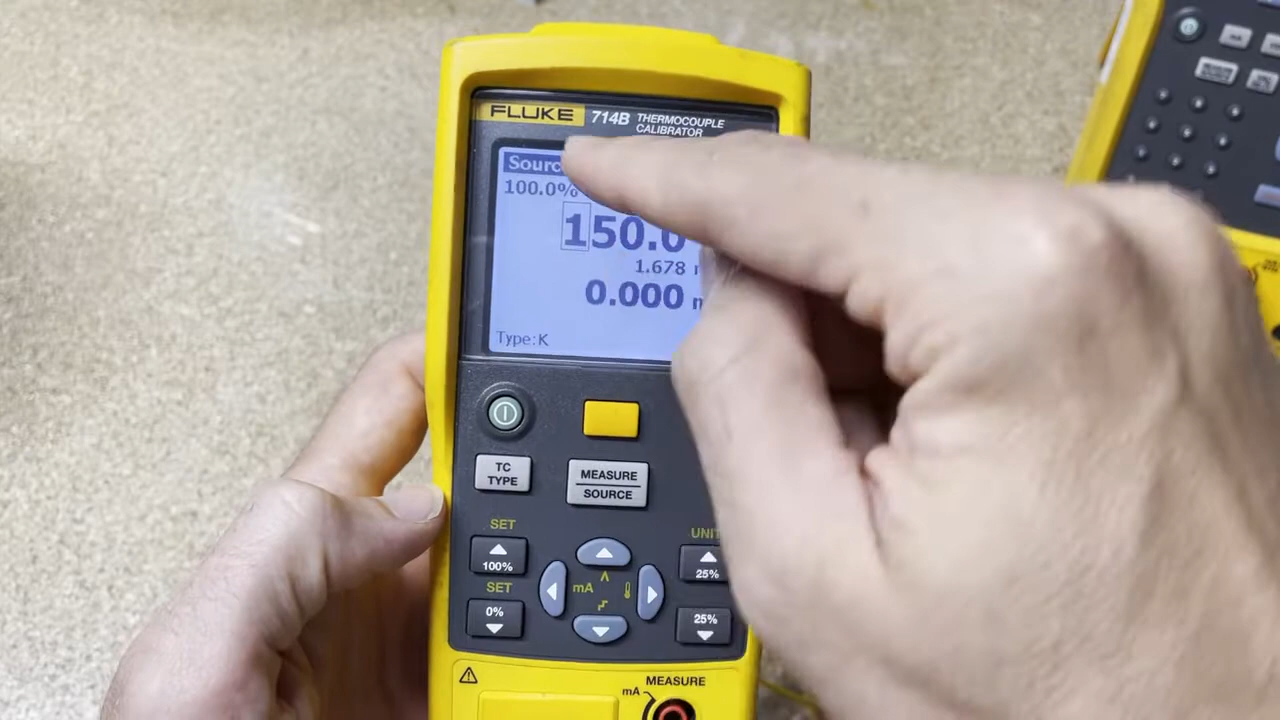 FLUKE 714B THERMOCOUPLE
CALIBRATOR
100.0%
150.0
1.678
0.000
Type:K
TC
TYPE
MEASURE
SOURCE
SET
100%
25%
SET
mA
0%
25%
MEASURE
mA